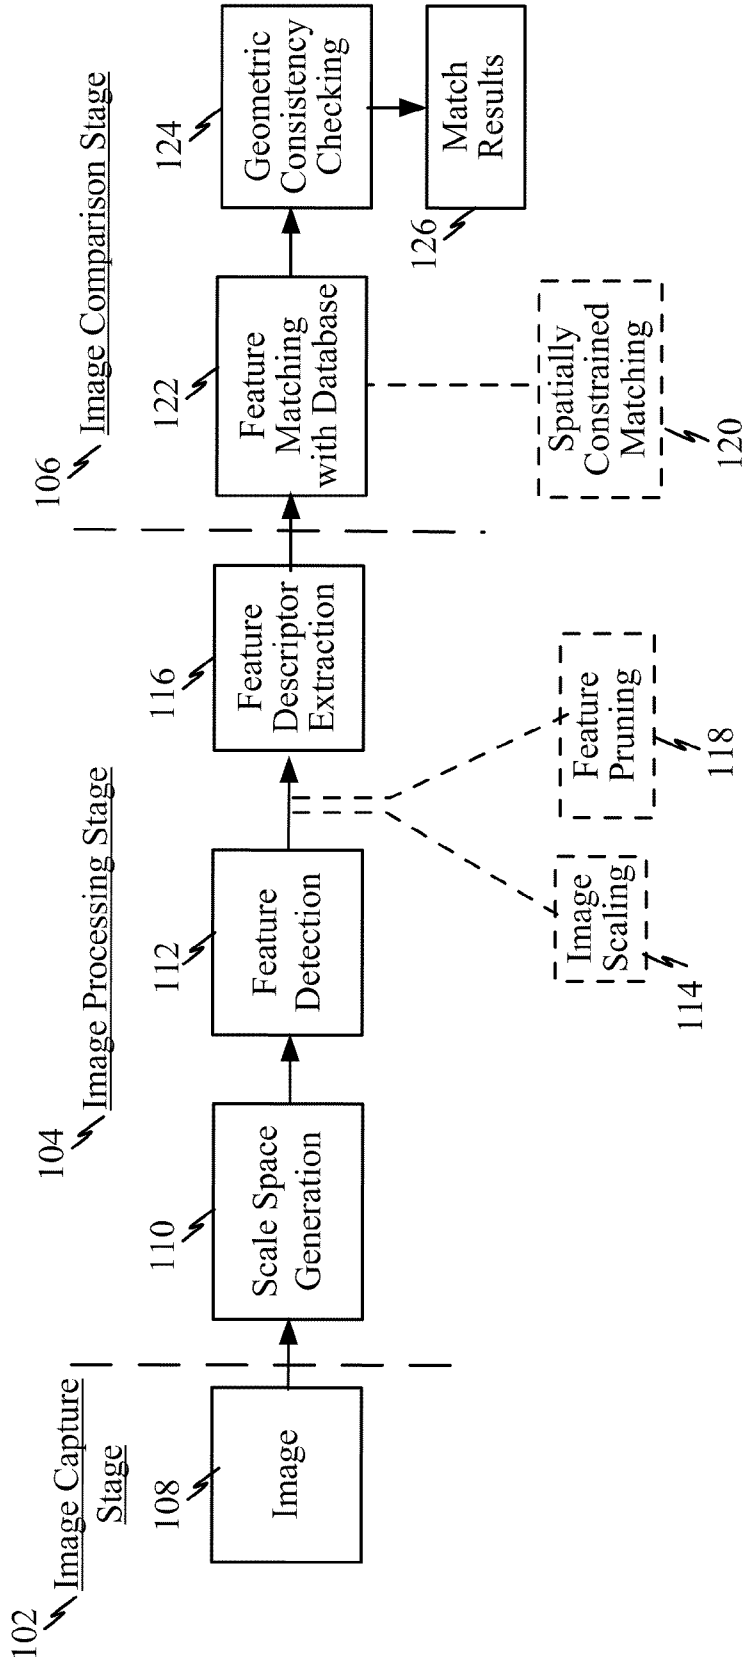 102
Image Capture
Stage
108
Image
104
Image Processing Stage
110
Scale Space
Generation
112
Feature
Detection
116
Feature
Descriptor
Extraction
Image
Scaling
114
Feature
Pruning
118
106
Image Comparison Stage
122
Feature
Matching
with Database
124
Geometric
Consistency
Checking
126
Match
Results
Spatially
Constrained
Matching
120